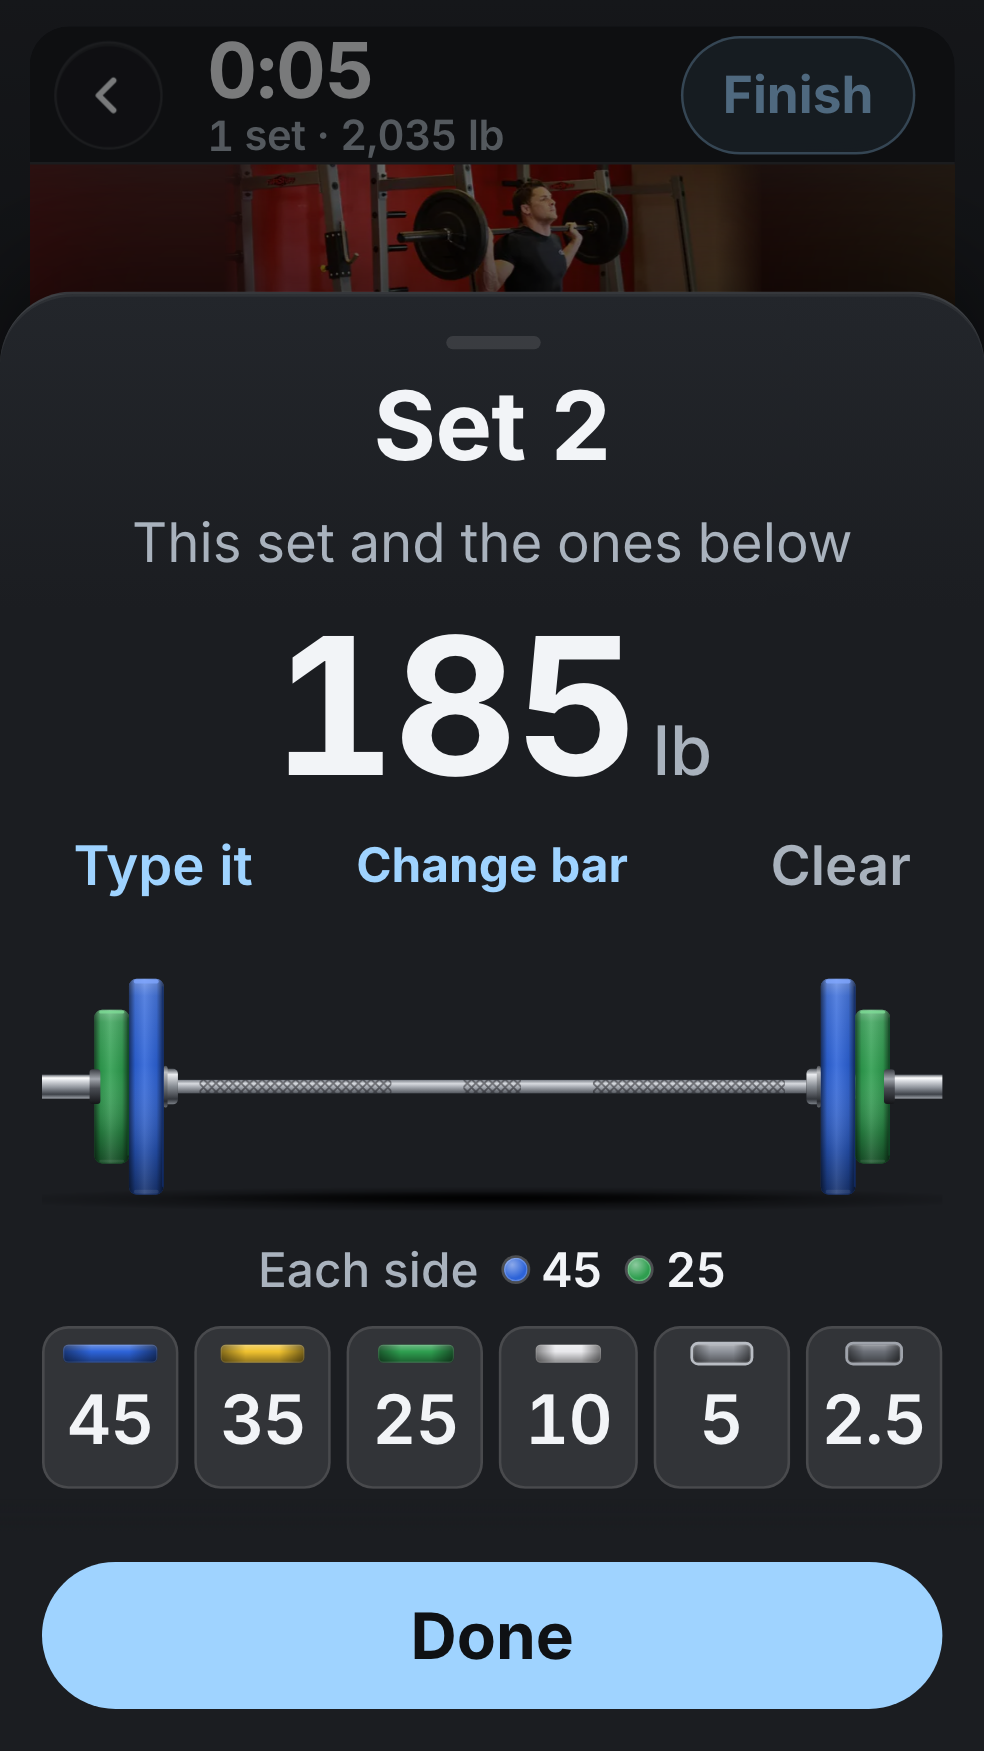 0:05
1 set · 2,035 lb
Finish
Set 2
This set and the ones below
185 lb
Type it
Change bar
Clear
Each side 45 25
45
35
25
10
5
2.5
Done